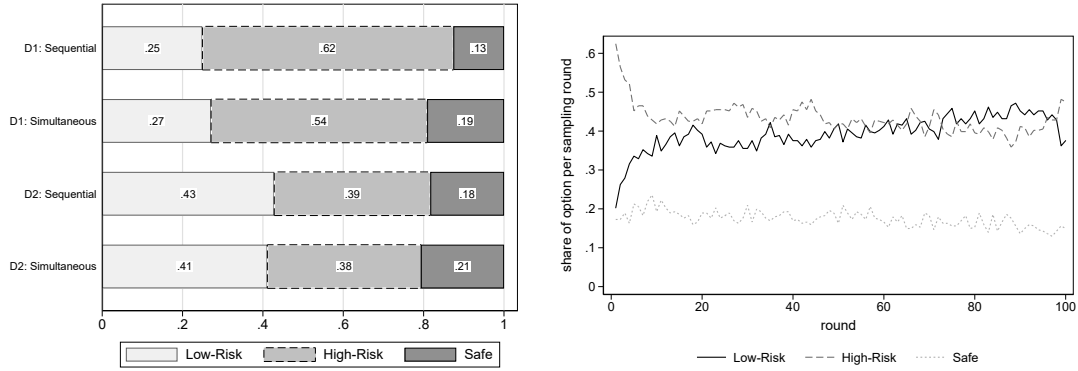 D1: Sequential
.25
.62
.13
D1: Simultaneous
.27
.54
.19
D2: Sequential
.43
.39
.18
D2: Simultaneous
.41
.38
.21
0 .2 .4 .6 .8 1
Low-Risk High-Risk Safe
share of option per sampling round
.6
.5
.4
.3
.2
.1
0
0 20 40 60 80 100
round
Low-Risk High-Risk Safe